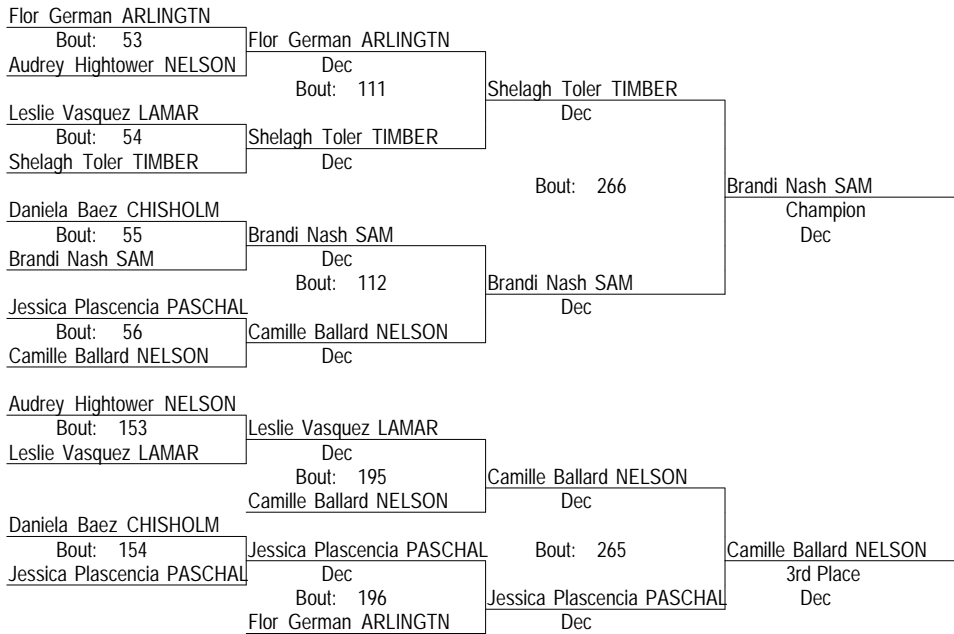 Flor German ARLINGTN
Bout: 53
Flor German ARLINGTN
Audrey Hightower NELSON
Dec
Bout: 111
Shelagh Toler TIMBER
Leslie Vasquez LAMAR
Dec
Bout: 54
Shelagh Toler TIMBER
Shelagh Toler TIMBER
Dec
Bout: 266
Brandi Nash SAM
Daniela Baez CHISHOLM
Champion
Bout: 55
Brandi Nash SAM
Dec
Brandi Nash SAM
Dec
Bout: 112
Brandi Nash SAM
Jessica Plascencia PASCHAL
Dec
Bout: 56
Camille Ballard NELSON
Camille Ballard NELSON
Dec
Audrey Hightower NELSON
Bout: 153
Leslie Vasquez LAMAR
Leslie Vasquez LAMAR
Dec
Bout: 195
Camille Ballard NELSON
Camille Ballard NELSON
Dec
Daniela Baez CHISHOLM
Bout: 154
Jessica Plascencia PASCHAL
Bout: 265
Camille Ballard NELSON
Jessica Plascencia PASCHAL
Dec
3rd Place
Bout: 196
Jessica Plascencia PASCHAL
Dec
Flor German ARLINGTN
Dec